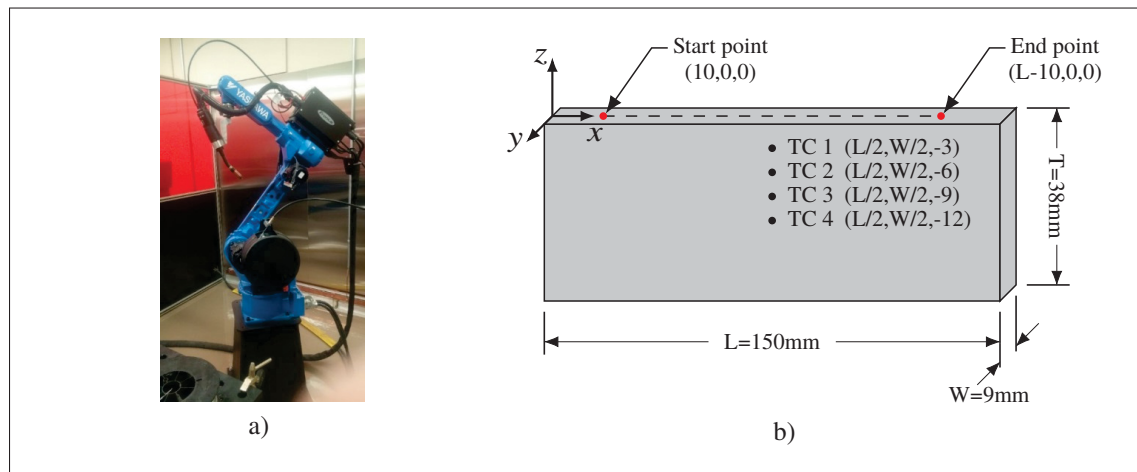 YASKAWA
a)
Start point
(10,0,0)
End point
(L-10,0,0)
z
y
x
TC 1 (L/2,W/2,-3)
TC 2 (L/2,W/2,-6)
TC 3 (L/2,W/2,-9)
TC 4 (L/2,W/2,-12)
T=38mm
L=150mm
W=9mm
b)